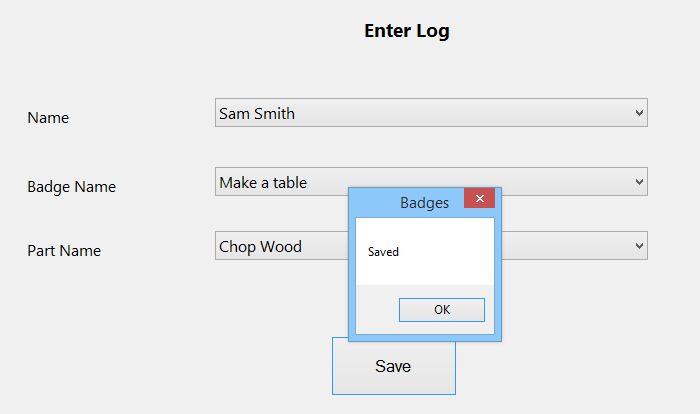 Enter Log
Name
Sam Smith
Badge Name
Make a table
Badges
Part Name
Chop Wood
Saved
OK
Save